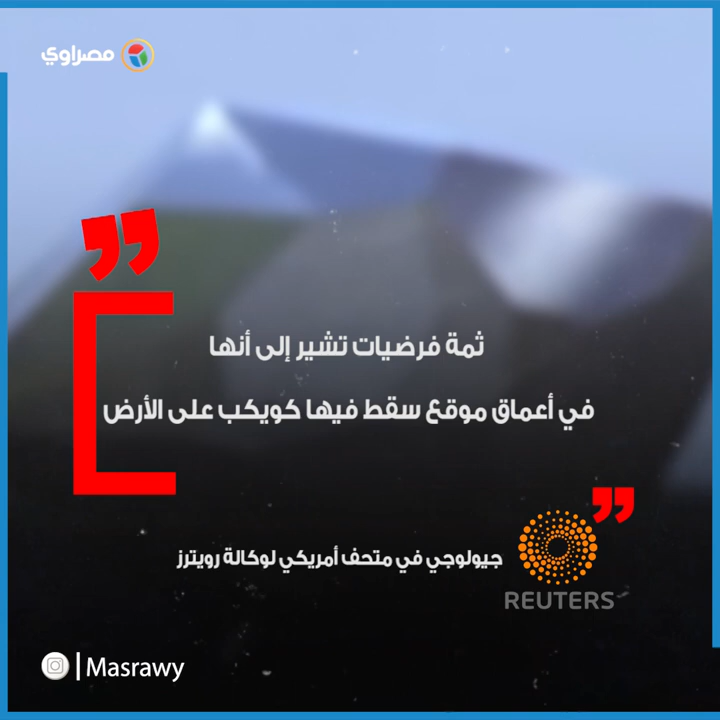 مصراوي
ثمة فرضيات تشير إلى أنها
في أعماق موقع سقط فيها كويكب على الأرض
جيولوجي في متحف أمريكي لوكالة رويترز
REUTERS
| Masrawy